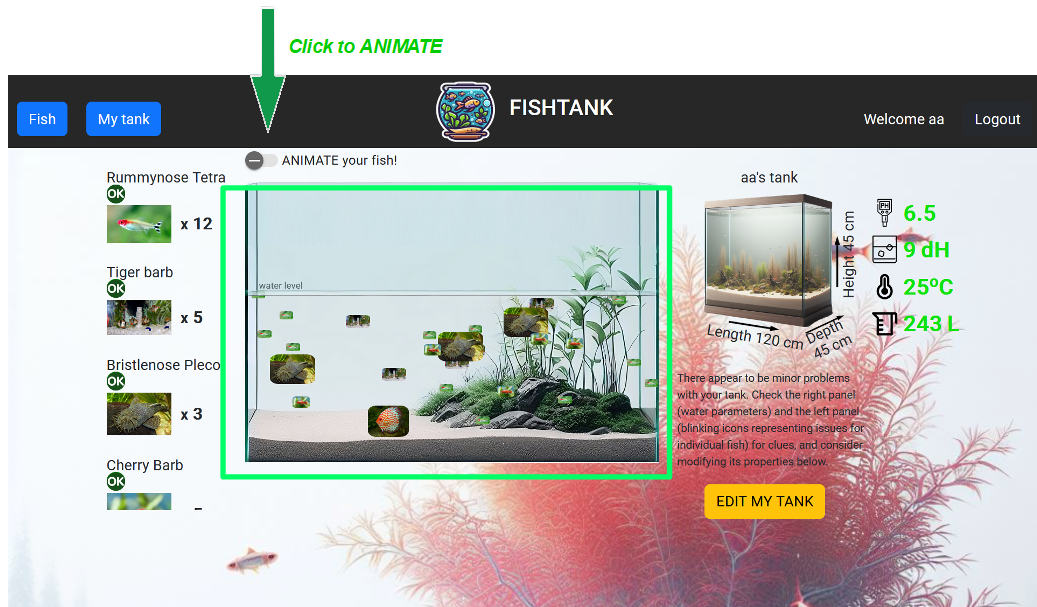 Click to ANIMATE
Fish
My tank
FISHTANK
Welcome aa
Logout
ANIMATE your fish!
Rummynose Tetra
OK
x 12
Tiger barb
OK
x 5
Bristlenose Pleco
OK
x 3
Cherry Barb
OK
water level
aa's tank
Height 45 cm
Length 120 cm
Depth
45 cm
PH
6.5
9 dH
25ºC
243 L
There appear to be minor problems
with your tank. Check the right panel
(water parameters) and the left panel
(blinking icons representing issues for
individual fish) for clues, and consider
modifying its properties below.
EDIT MY TANK